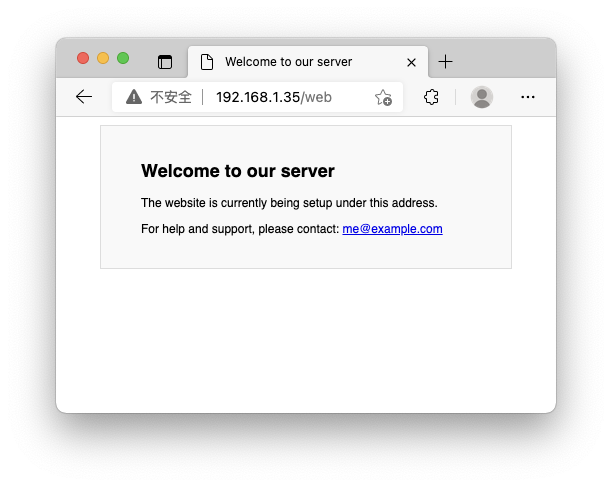 Welcome to our server
不安全 192.168.1.35/web
Welcome to our server
The website is currently being setup under this address.
For help and support, please contact: me@example.com